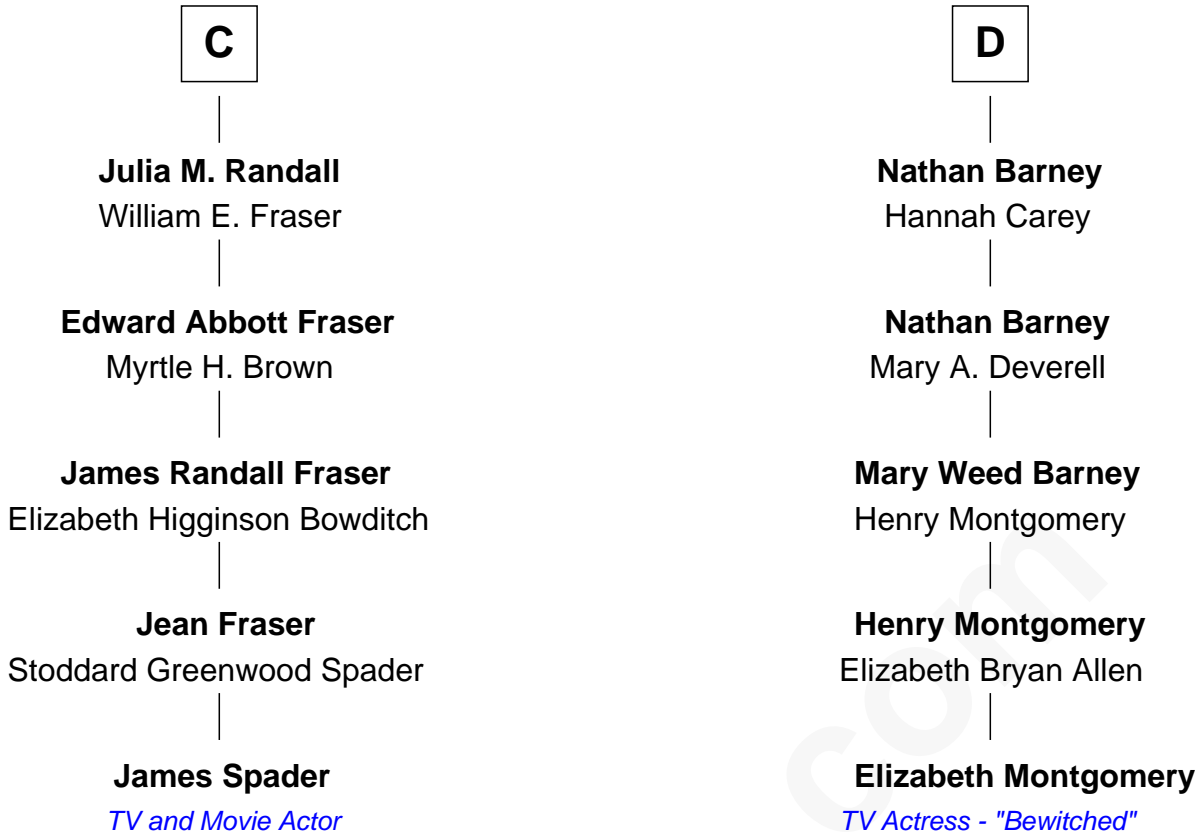 C
Julia M. Randall
William E. Fraser
Edward Abbott Fraser
Myrtle H. Brown
James Randall Fraser
Elizabeth Higginson Bowditch
Jean Fraser
Stoddard Greenwood Spader
James Spader
TV and Movie Actor
D
Nathan Barney
Hannah Carey
Nathan Barney
Mary A. Deverell
Mary Weed Barney
Henry Montgomery
Henry Montgomery
Elizabeth Bryan Allen
Elizabeth Montgomery
TV Actress - "Bewitched"
com